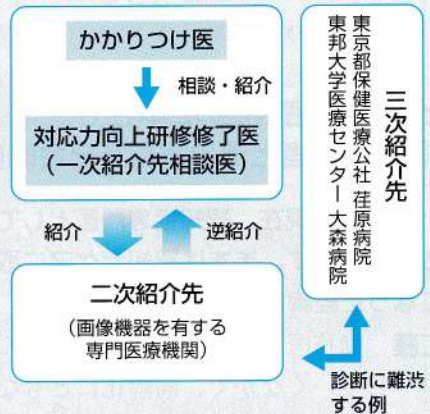 かかりつけ医
相談・紹介
対応力向上研修修了医
(一次紹介先相談医)
紹介
逆紹介
二次紹介先
(画像機器を有する
専門医療機関)
三次紹介先
東京都保健医療公社 荏原病院
東邦大学医療センター 大森病院
診断に難渋
する例